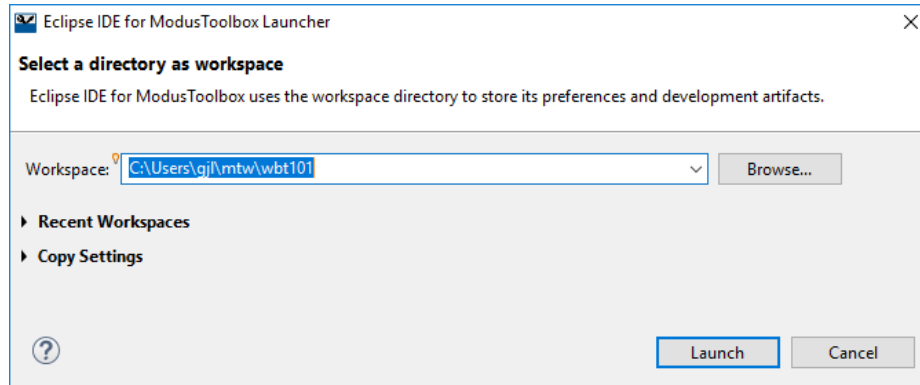 Eclipse IDE for ModusToolbox Launcher
Select a directory as workspace
Eclipse IDE for ModusToolbox uses the workspace directory to store its preferences and development artifacts.
Workspace: C:\Users\gjl\mtw\wbt101 Browse...
Recent Workspaces
Copy Settings
? Launch Cancel